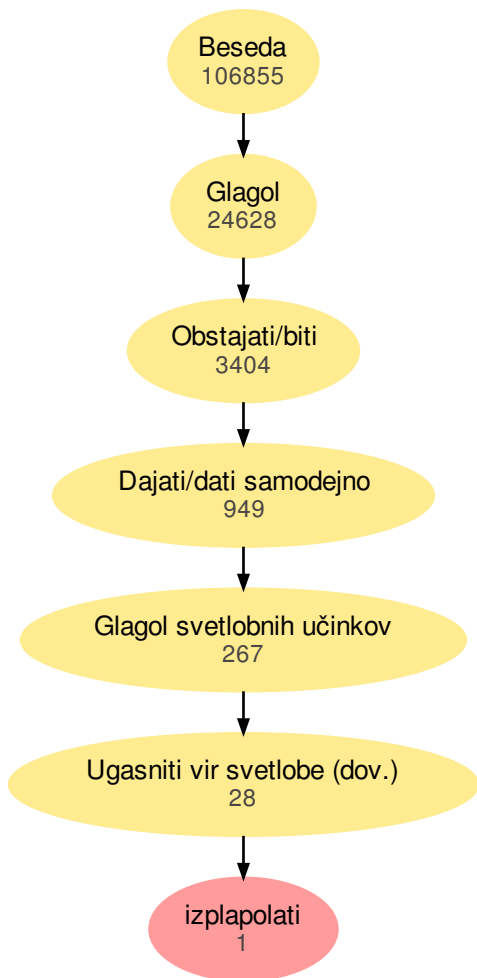 Beseda
106855
Glagol
24628
Obstajati/biti
3404
Dajati/dati samodejno
949
Glagol svetlobnih učinkov
267
Ugasniti vir svetlobe (dov.)
28
izplapolati
1